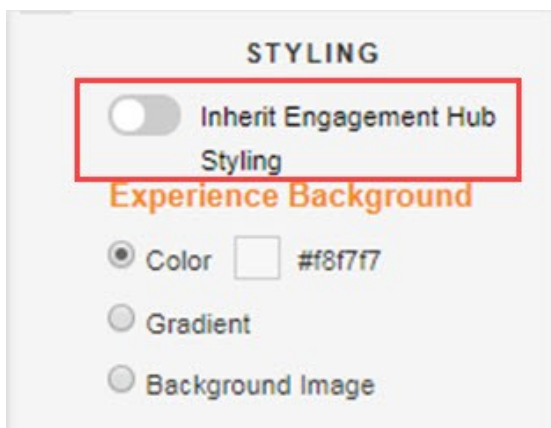 STYLING
Inherit Engagement Hub
Styling
Experience Background
Color #f8f7f7
Gradient
Background Image